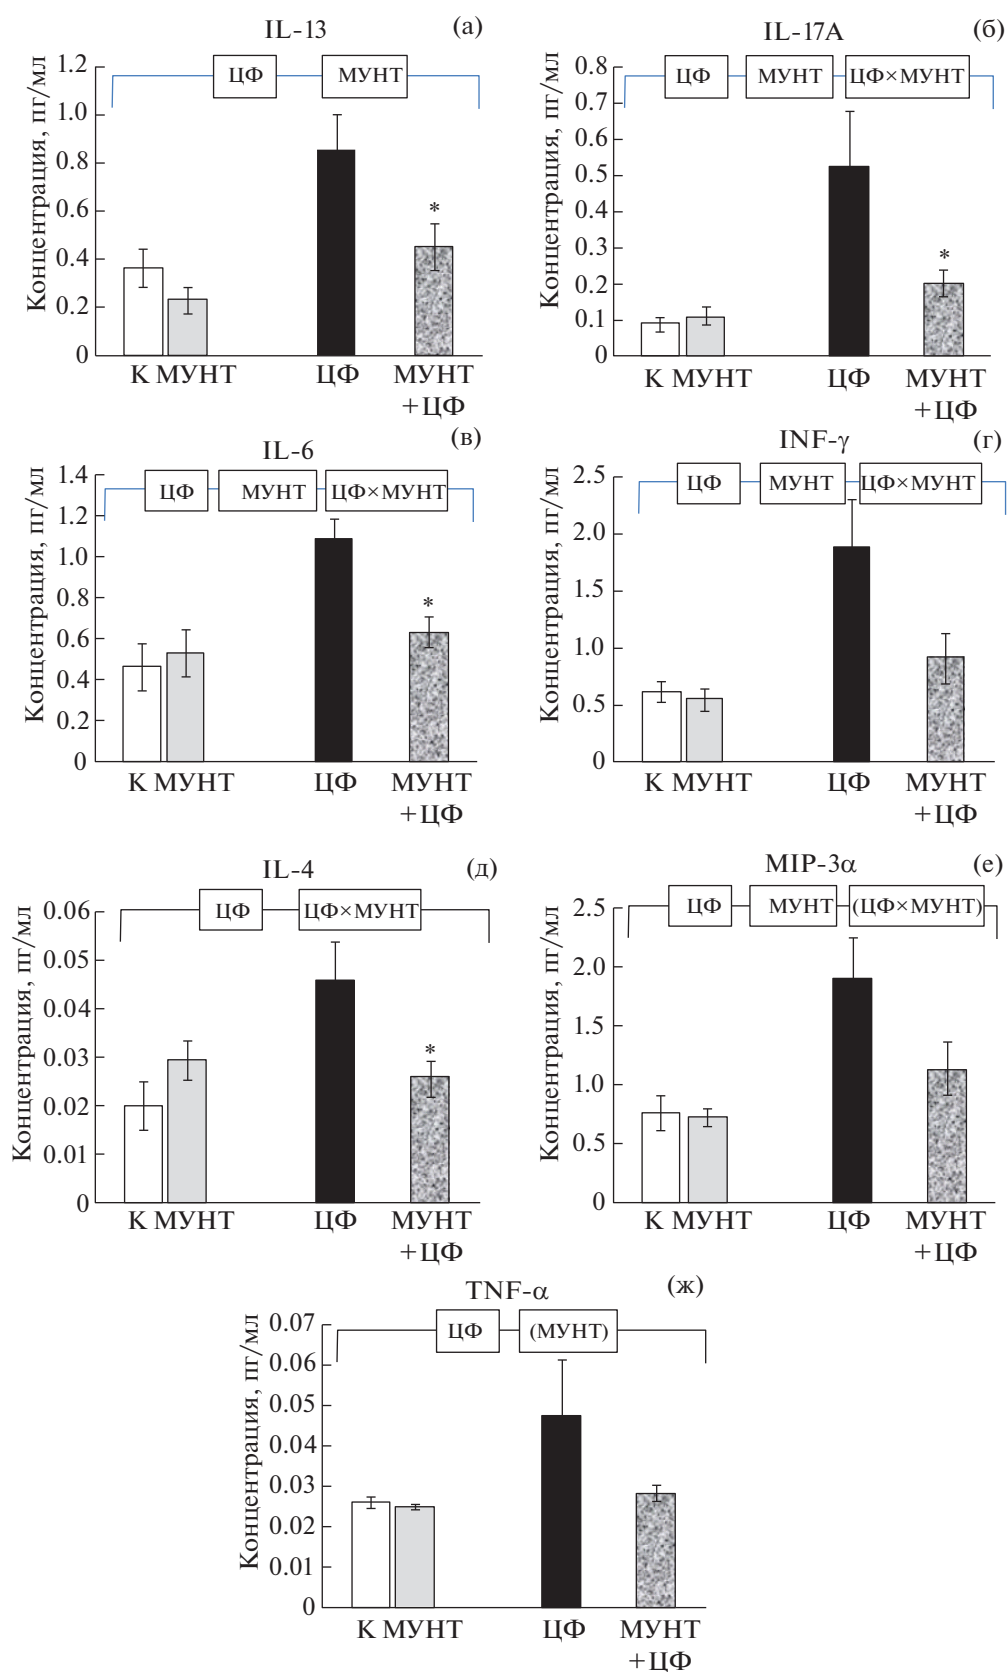 IL-13
(а)
ЦФ
МУНТ
Концентрация, пг/мл
1.2
1.0
0.8
0.6
0.4
0.2
0
*
К МУНТ
ЦФ
МУНТ
+ЦФ
IL-17A
(б)
ЦФ
МУНТ
ЦФ×МУНТ
Концентрация, пг/мл
0.8
0.7
0.6
0.5
0.4
0.3
0.2
0.1
0
*
К МУНТ
ЦФ
МУНТ
+ЦФ
IL-6
(в)
ЦФ
МУНТ
ЦФ×МУНТ
Концентрация, пг/мл
1.4
1.2
1.0
0.8
0.6
0.4
0.2
0
*
К МУНТ
ЦФ
МУНТ
+ЦФ
INF-γ
(г)
ЦФ
МУНТ
ЦФ×МУНТ
Концентрация, пг/мл
2.5
2.0
1.5
1.0
0.5
0
К МУНТ
ЦФ
МУНТ
+ЦФ
IL-4
(д)
ЦФ
ЦФ×МУНТ
Концентрация, пг/мл
0.06
0.05
0.04
0.03
0.02
0.01
0
*
К МУНТ
ЦФ
МУНТ
+ЦФ
MIP-3α
(е)
ЦФ
МУНТ
(ЦФ×МУНТ)
Концентрация, пг/мл
2.5
2.0
1.5
1.0
0.5
0
К МУНТ
ЦФ
МУНТ
+ЦФ
TNF-α
(ж)
ЦФ
(МУНТ)
Концентрация, пг/мл
0.07
0.06
0.05
0.04
0.03
0.02
0.01
0
К МУНТ
ЦФ
МУНТ
+ЦФ